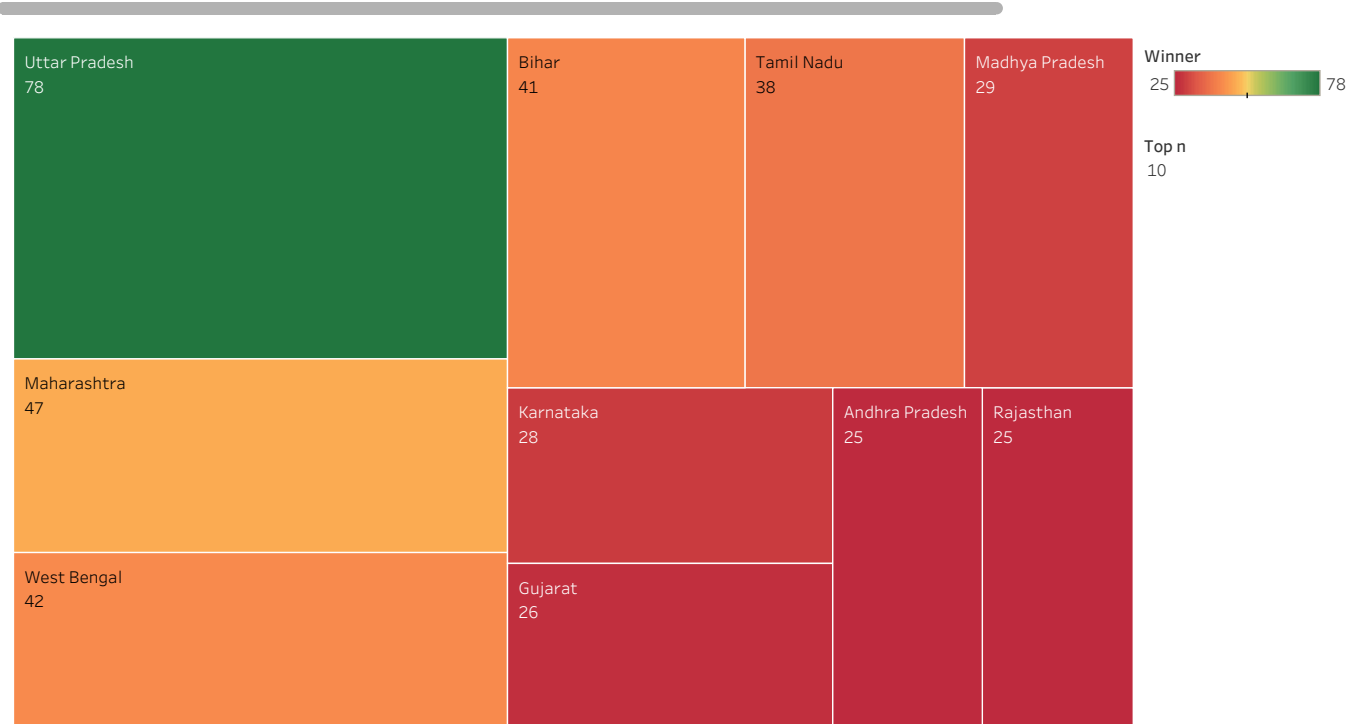 Uttar Pradesh
78
Maharashtra
47
West Bengal
42
Bihar
41
Tamil Nadu
38
Madhya Pradesh
29
Karnataka
28
Gujarat
26
Andhra Pradesh
25
Rajasthan
25
Winner
25 78
Top n
10